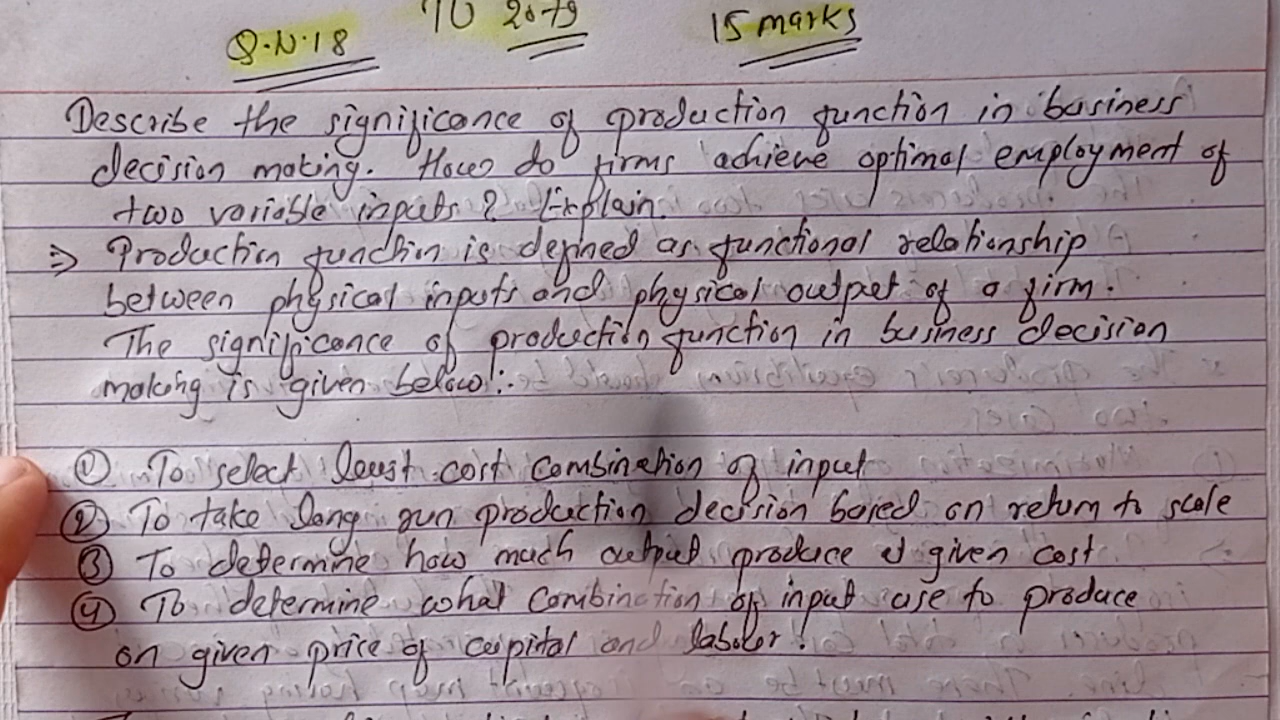 Q.N.18 TU 2079 15 marks
Describe the significance of production function in business
decision making. How do firms achieve optimal employment of
two variable inputs? Explain.
⇒ Production function is defined as functional relationship
between physical inputs and physical output of a firm.
The significance of production function in business decision
making is given below:-
① To select least cost combination of input
② To take long run production decision based on return to scale
③ To determine how much output produce at given cost
④ To determine what combination of input use to produce
on given price of capital and labour.